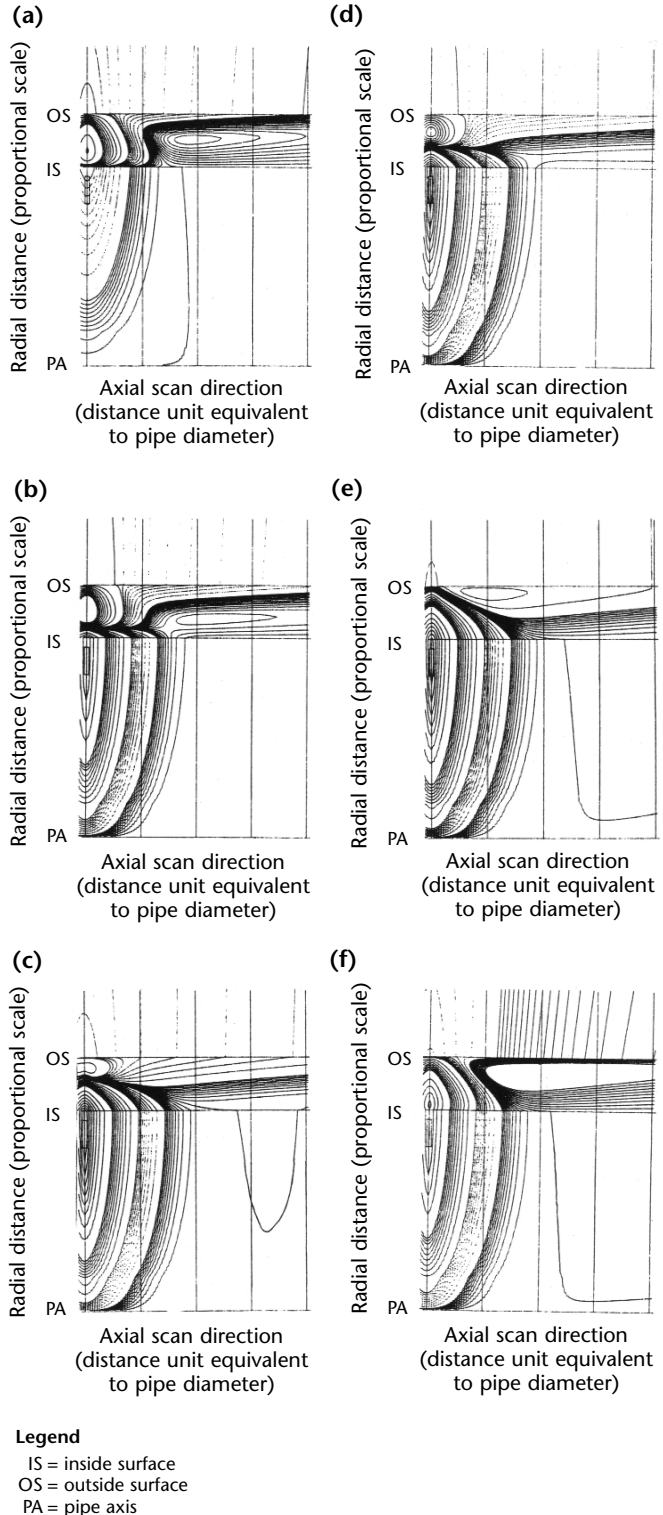 (a)
Radial distance (proportional scale)
OS
IS
PA
Axial scan direction
(distance unit equivalent
to pipe diameter)
(d)
Radial distance (proportional scale)
OS
IS
PA
Axial scan direction
(distance unit equivalent
to pipe diameter)
(b)
Radial distance (proportional scale)
OS
IS
PA
Axial scan direction
(distance unit equivalent
to pipe diameter)
(e)
Radial distance (proportional scale)
OS
IS
PA
Axial scan direction
(distance unit equivalent
to pipe diameter)
(c)
Radial distance (proportional scale)
OS
IS
PA
Axial scan direction
(distance unit equivalent
to pipe diameter)
(f)
Radial distance (proportional scale)
OS
IS
PA
Axial scan direction
(distance unit equivalent
to pipe diameter)
Legend
IS = inside surface
OS = outside surface
PA = pipe axis